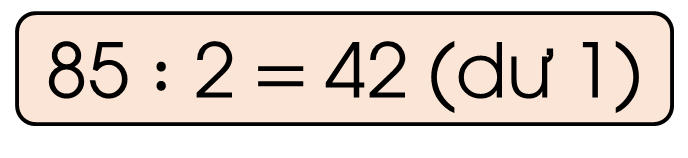 85 : 2 = 42 (dư 1)